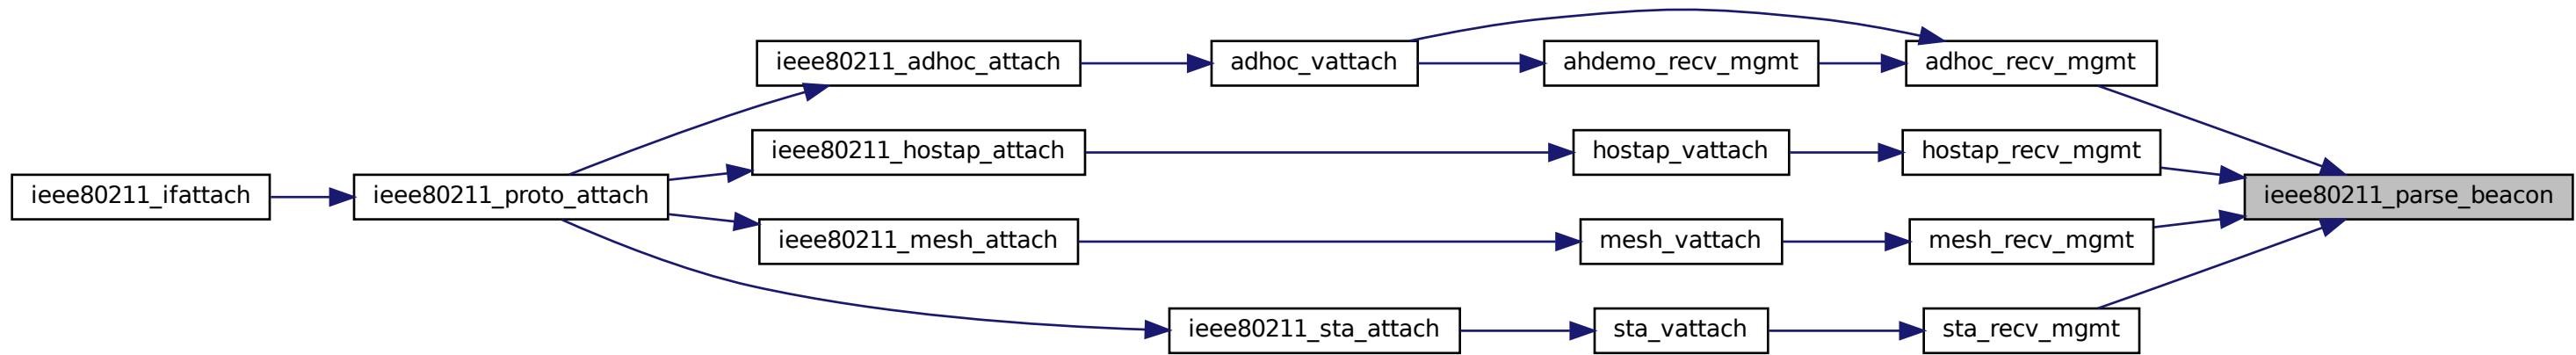 ieee80211_adhoc_attach
adhoc_vattach
ahdemo_recv_mgmt
adhoc_recv_mgmt
ieee80211_hostap_attach
hostap_vattach
hostap_recv_mgmt
ieee80211_ifattach
ieee80211_proto_attach
ieee80211_parse_beacon
ieee80211_mesh_attach
mesh_vattach
mesh_recv_mgmt
ieee80211_sta_attach
sta_vattach
sta_recv_mgmt